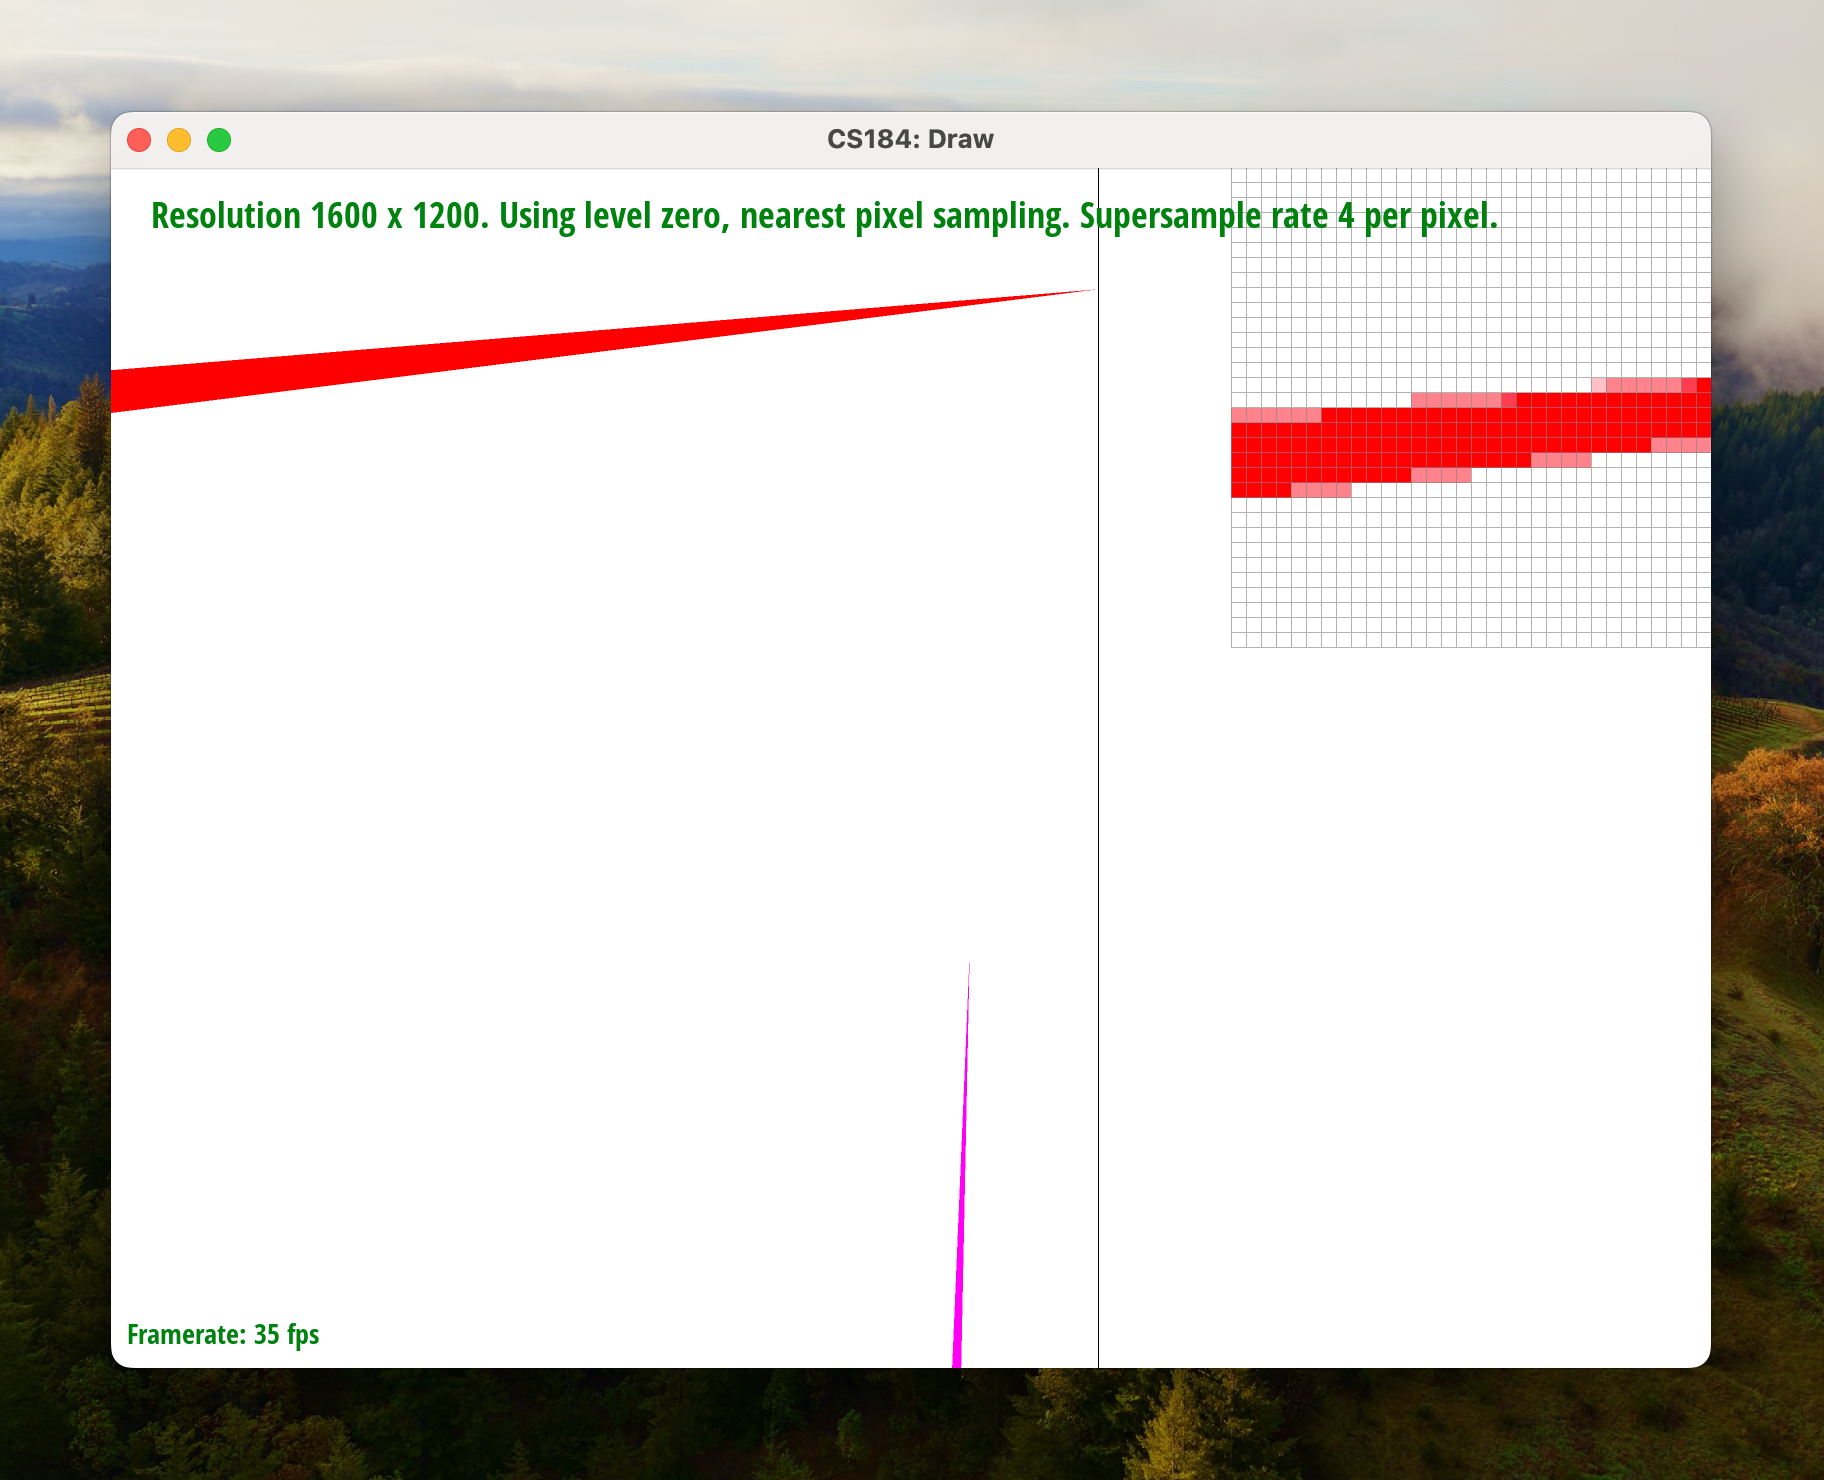 CS184: Draw
Resolution 1600 x 1200. Using level zero, nearest pixel sampling. Supersample rate 4 per pixel.
Framerate: 35 fps